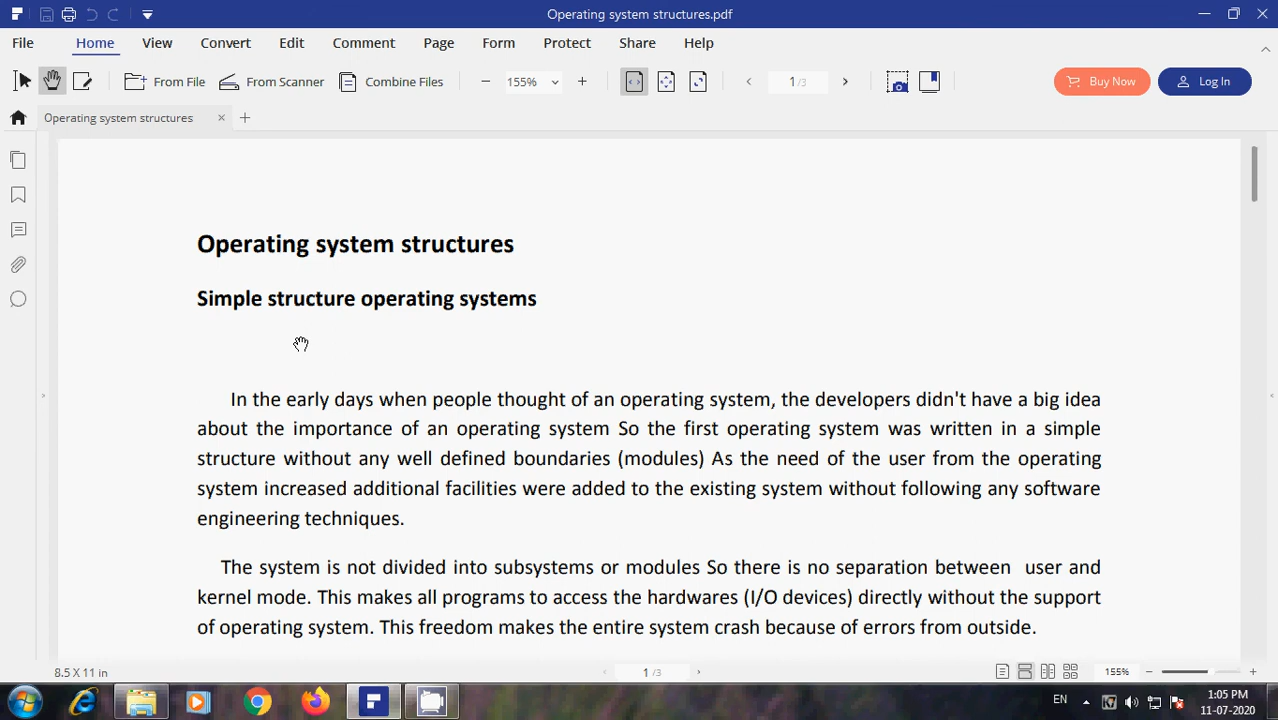 Operating system structures.pdf
File Home View Convert Edit Comment Page Form Protect Share Help
From File From Scanner Combine Files 155% 1/3 Buy Now Log In
Operating system structures
Operating system structures
Simple structure operating systems
In the early days when people thought of an operating system, the developers didn't have a big idea
about the importance of an operating system So the first operating system was written in a simple
structure without any well defined boundaries (modules) As the need of the user from the operating
system increased additional facilities were added to the existing system without following any software
engineering techniques.
The system is not divided into subsystems or modules So there is no separation between user and
kernel mode. This makes all programs to access the hardwares (I/O devices) directly without the support
of operating system. This freedom makes the entire system crash because of errors from outside.
8.5 X 11 in 1/3 155%
EN 1:05 PM
11-07-2020